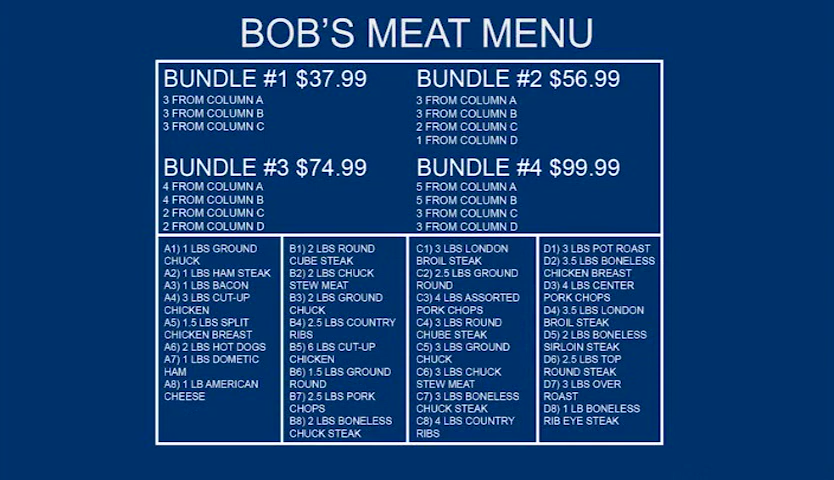 BOB'S MEAT MENU
BUNDLE #1 $37.99
3 FROM COLUMN A
3 FROM COLUMN B
3 FROM COLUMN C
BUNDLE #2 $56.99
3 FROM COLUMN A
3 FROM COLUMN B
2 FROM COLUMN C
1 FROM COLUMN D
BUNDLE #3 $74.99
4 FROM COLUMN A
4 FROM COLUMN B
2 FROM COLUMN C
2 FROM COLUMN D
BUNDLE #4 $99.99
5 FROM COLUMN A
5 FROM COLUMN B
3 FROM COLUMN C
3 FROM COLUMN D
A1) 1 LBS GROUND
CHUCK
A2) 1 LBS HAM STEAK
A3) 1 LBS BACON
A4) 3 LBS CUT-UP
CHICKEN
A5) 1.5 LBS SPLIT
CHICKEN BREAST
A6) 2 LBS HOT DOGS
A7) 1 LBS DOMETIC
HAM
A8) 1 LB AMERICAN
CHEESE
B1) 2 LBS ROUND
CUBE STEAK
B2) 2 LBS CHUCK
STEW MEAT
B3) 2 LBS GROUND
CHUCK
B4) 2.5 LBS COUNTRY
RIBS
B5) 6 LBS CUT-UP
CHICKEN
B6) 1.5 LBS GROUND
ROUND
B7) 2.5 LBS PORK
CHOPS
B8) 2 LBS BONELESS
CHUCK STEAK
C1) 3 LBS LONDON
BROIL STEAK
C2) 2.5 LBS GROUND
ROUND
C3) 4 LBS ASSORTED
PORK CHOPS
C4) 3 LBS ROUND
CHUBE STEAK
C5) 3 LBS GROUND
CHUCK
C6) 3 LBS CHUCK
STEW MEAT
C7) 3 LBS BONELESS
CHUCK STEAK
C8) 4 LBS COUNTRY
RIBS
D1) 3 LBS POT ROAST
D2) 3.5 LBS BONELESS
CHICKEN BREAST
D3) 4 LBS CENTER
PORK CHOPS
D4) 3.5 LBS LONDON
BROIL STEAK
D5) 2 LBS BONELESS
SIRLOIN STEAK
D6) 2.5 LBS TOP
ROUND STEAK
D7) 3 LBS OVER
ROAST
D8) 1 LB BONELESS
RIB EYE STEAK